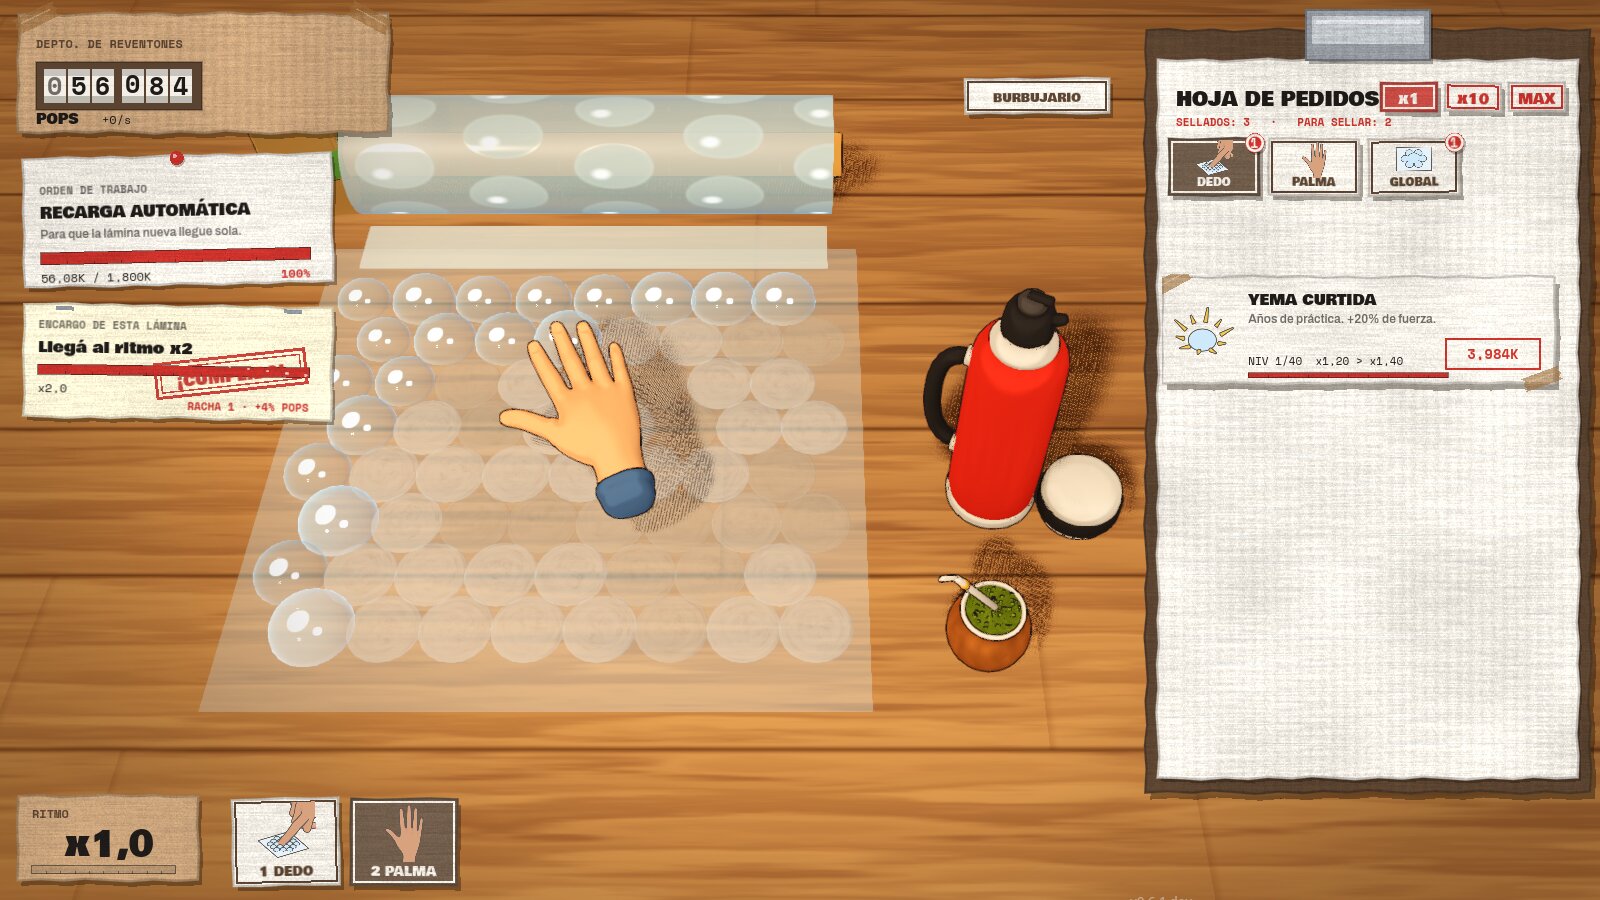 DEPTO. DE REVENTONES
056084
POPS +0/s
ORDEN DE TRABAJO
RECARGA AUTOMÁTICA
Para que la lámina nueva llegue sola.
56,08K / 1.800K 100%
ENCARGO DE ESTA LÁMINA
Llegá al ritmo x2
x2,0
RACHA 1 · +4% POPS
BURBUJARIO
HOJA DE PEDIDOS x1 x10 MAX
SELLADOS: 3 · PARA SELLAR: 2
DEDO 1 PALMA GLOBAL 1
YEMA CURTIDA
Años de práctica. +20% de fuerza.
NIV 1/40 x1,20 > x1,40 3,984K
RITMO
x1,0
1 DEDO 2 PALMA